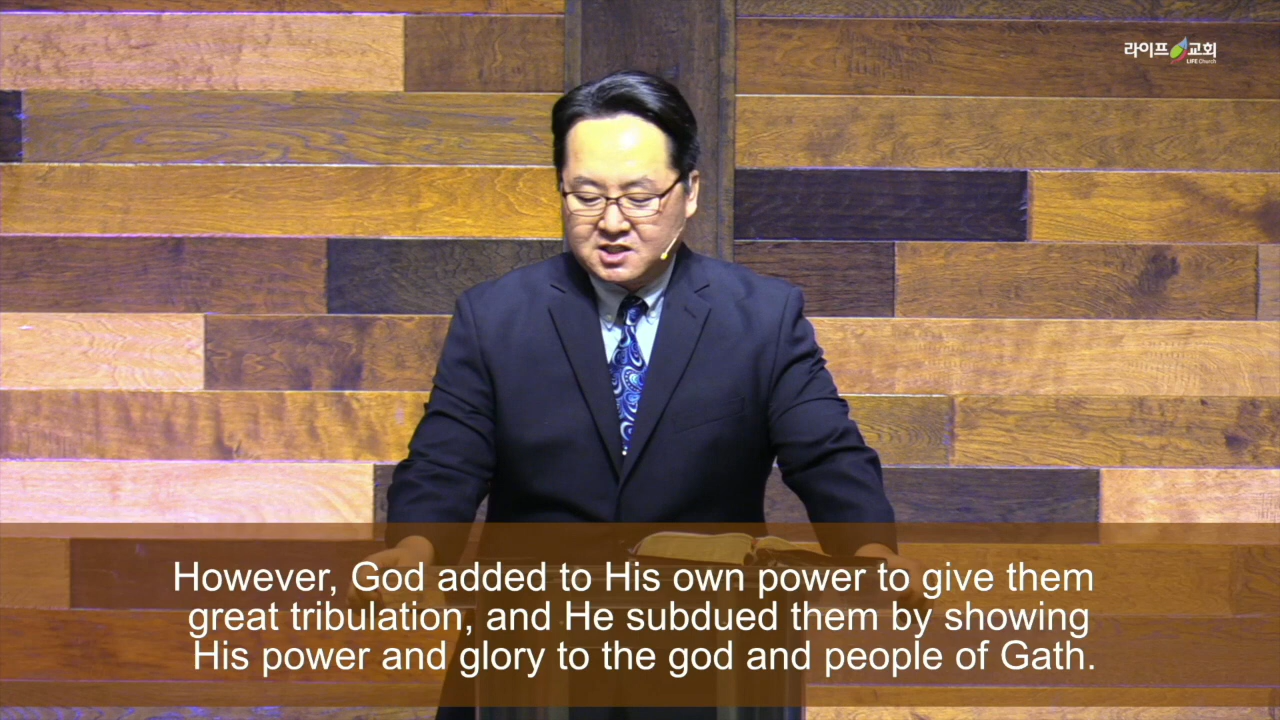 라이프 교회
LIFE Church
However, God added to His own power to give them
great tribulation, and He subdued them by showing
His power and glory to the god and people of Gath.